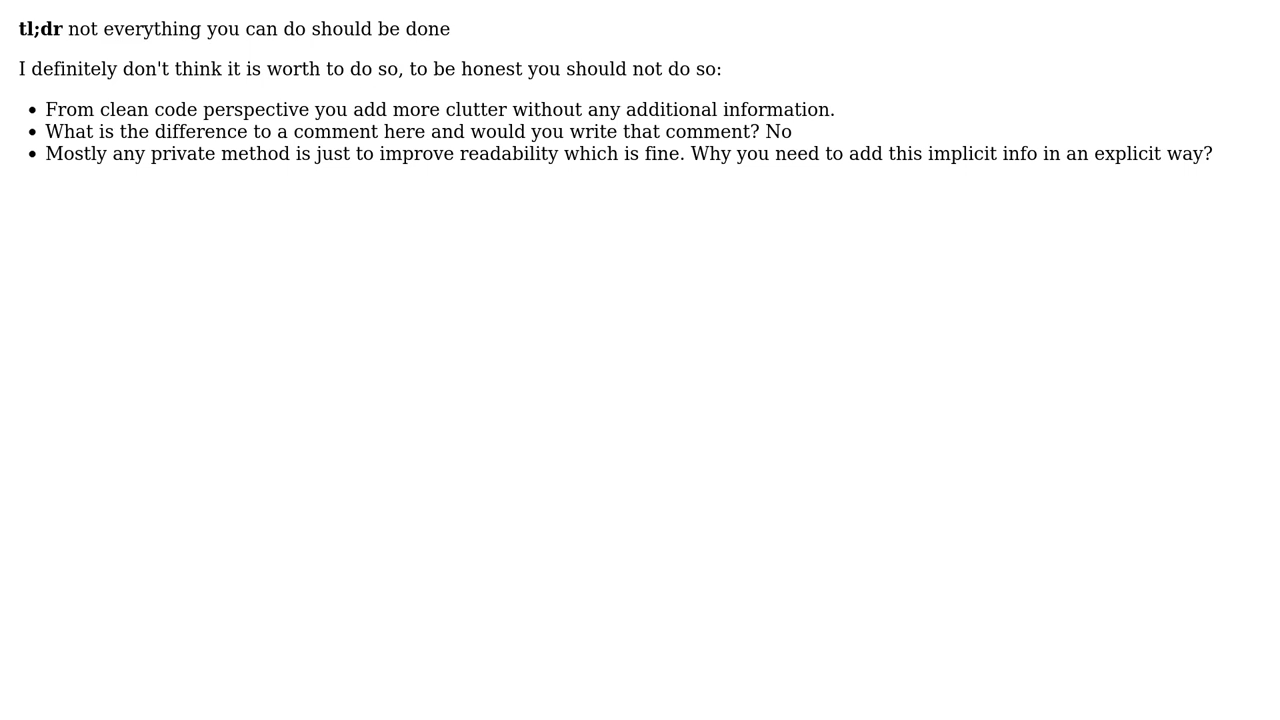 tl;dr not everything you can do should be done
I definitely don't think it is worth to do so, to be honest you should not do so:
• From clean code perspective you add more clutter without any additional information.
• What is the difference to a comment here and would you write that comment? No
• Mostly any private method is just to improve readability which is fine. Why you need to add this implicit info in an explicit way?